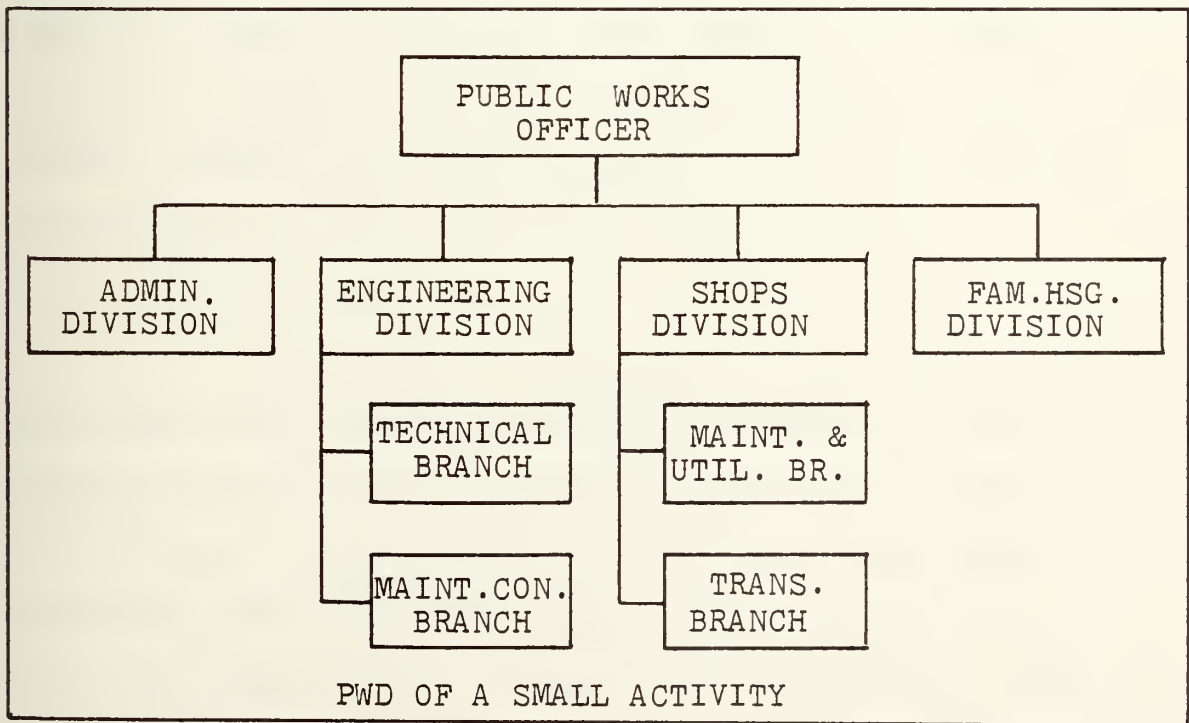 PUBLIC WORKS
OFFICER
ADMIN.
DIVISION
ENGINEERING
DIVISION
SHOPS
DIVISION
FAM.HSG.
DIVISION
TECHNICAL
BRANCH
MAINT. &
UTIL. BR.
MAINT.CON.
BRANCH
TRANS.
BRANCH
PWD OF A SMALL ACTIVITY